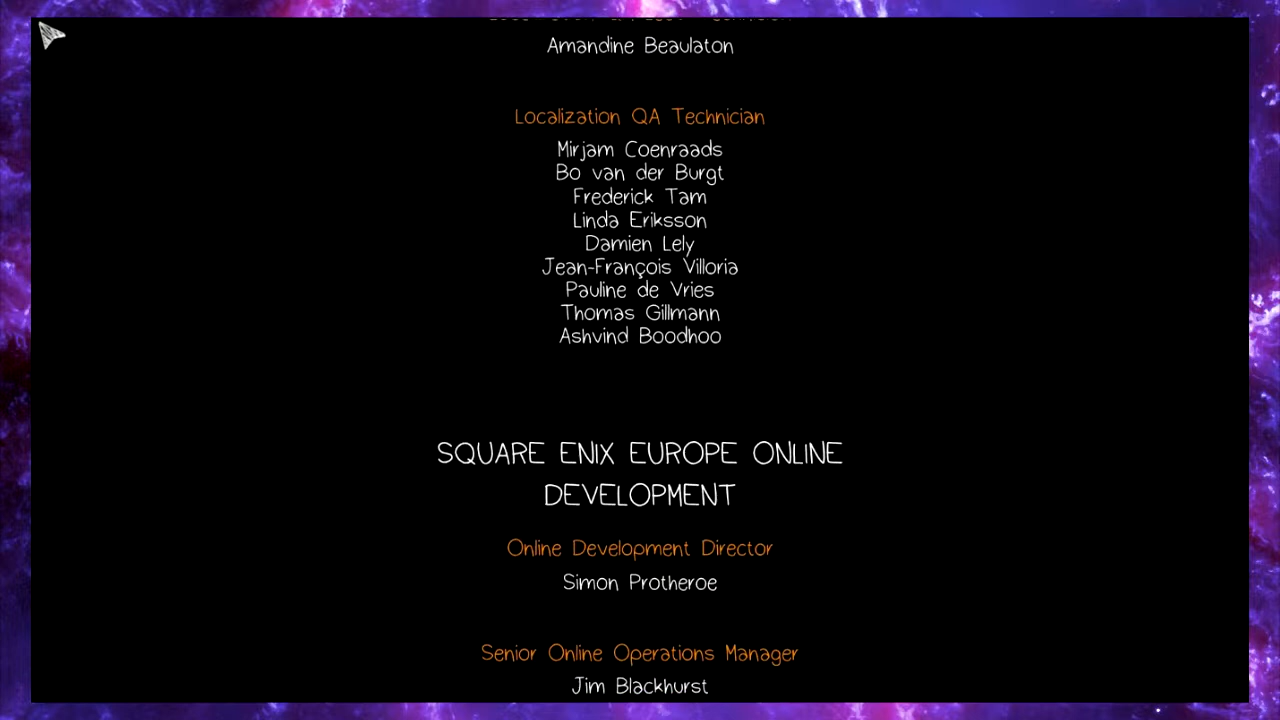 Amandine Beaulaton
Localization QA Technician
Mirjam Coenraads
Bo van der Burgt
Frederick Tam
Linda Eriksson
Damien Lely
Jean-François Villoria
Pauline de Vries
Thomas Gillmann
Ashvind Boodhoo
SQUARE ENIX EUROPE ONLINE
DEVELOPMENT
Online Development Director
Simon Protheroe
Senior Online Operations Manager
Jim Blackhurst